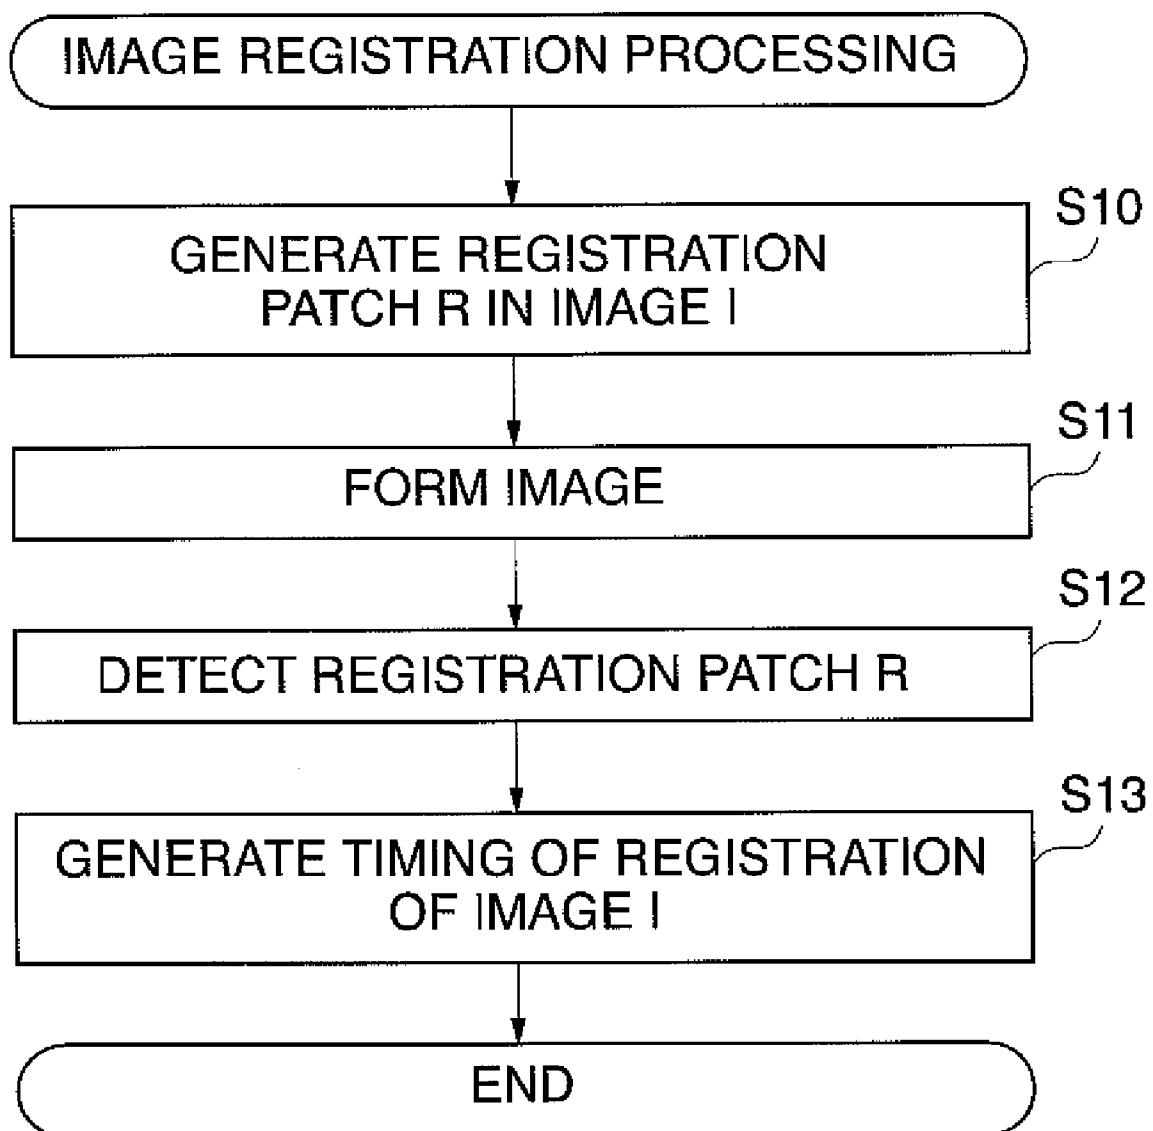 IMAGE REGISTRATION PROCESSING
S10
GENERATE REGISTRATION
PATCH R IN IMAGE I
S11
FORM IMAGE
S12
DETECT REGISTRATION PATCH R
S13
GENERATE TIMING OF REGISTRATION
OF IMAGE I
END